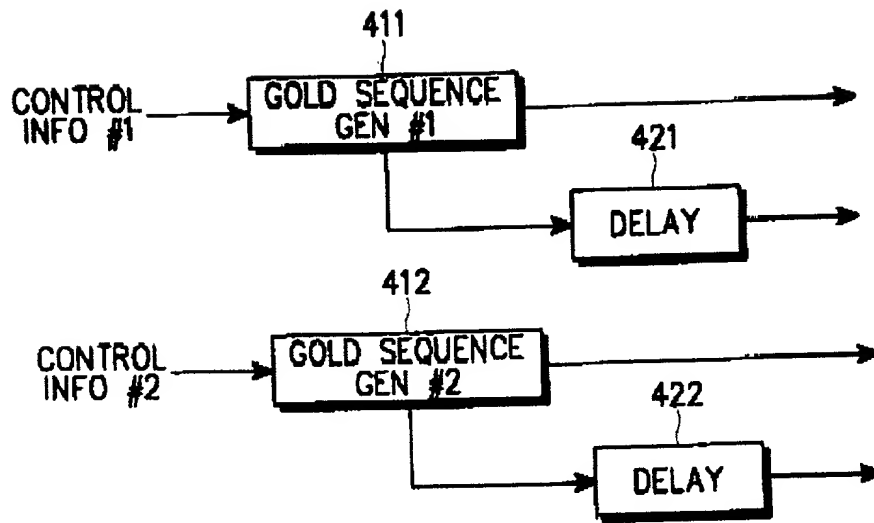 411
CONTROL
INFO #1
GOLD SEQUENCE
GEN #1
421
DELAY
412
CONTROL
INFO #2
GOLD SEQUENCE
GEN #2
422
DELAY